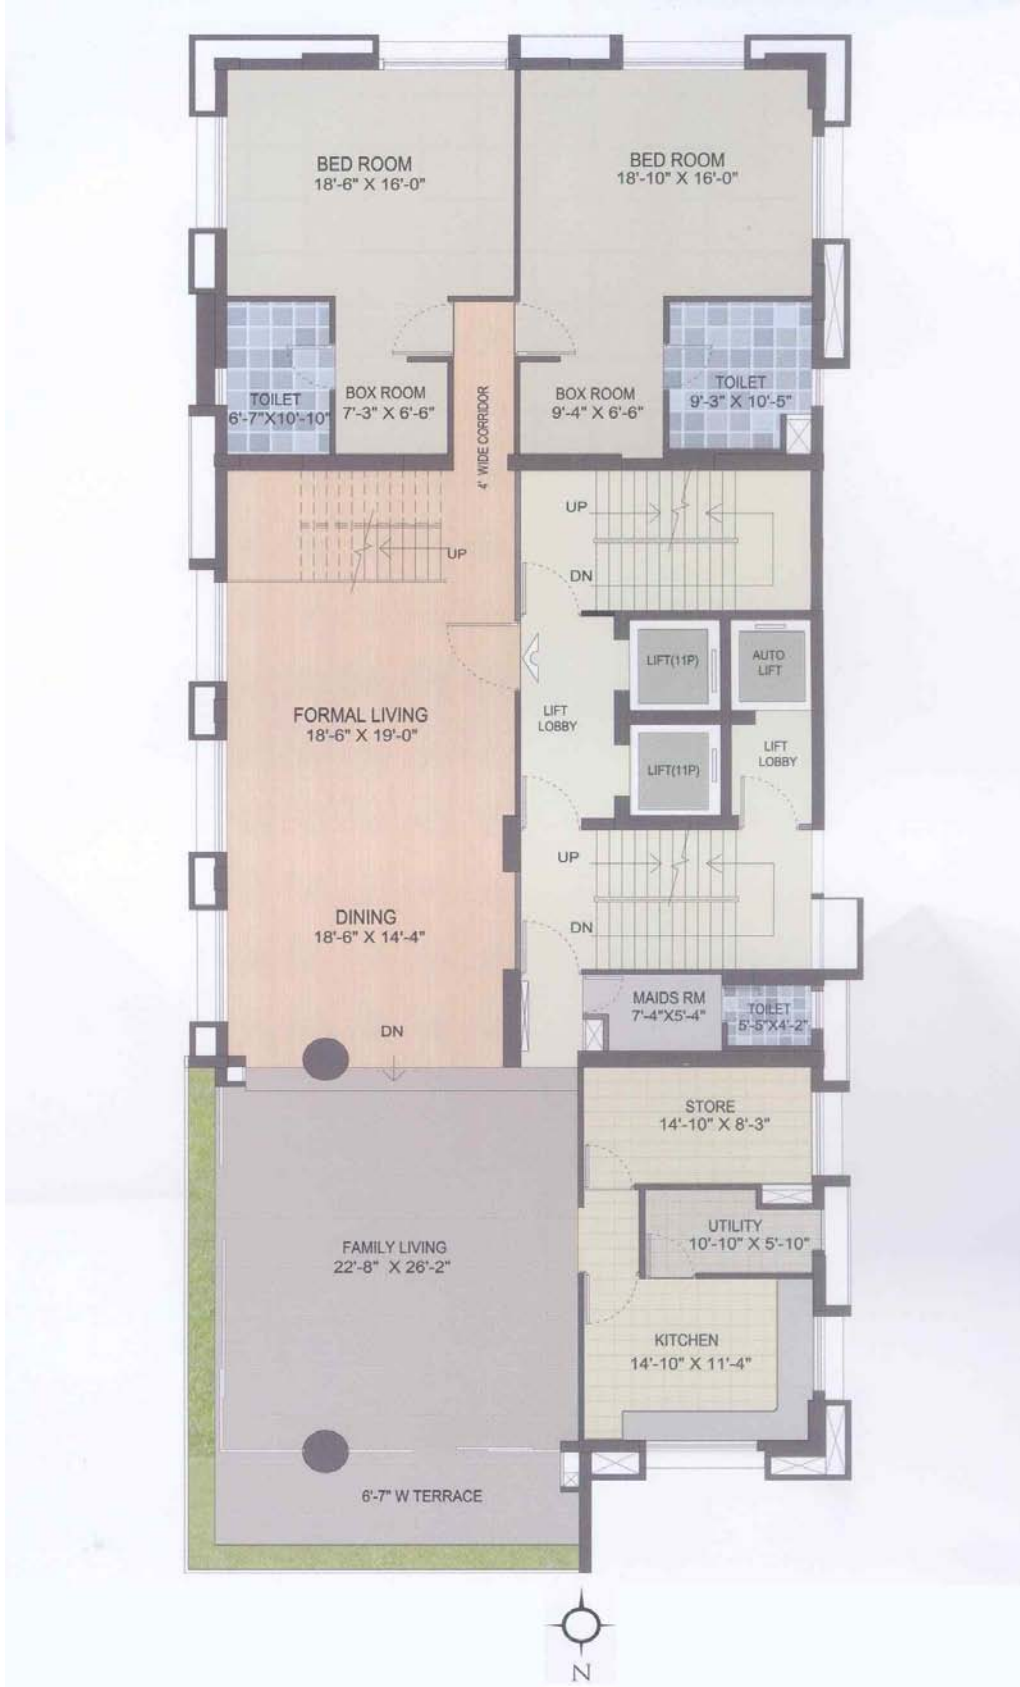 BED ROOM
18'-6" X 16'-0"
BED ROOM
18'-10" X 16'-0"
TOILET
6'-7"X10'-10"
BOX ROOM
7'-3" X 6'-6"
4' WIDE CORRIDOR
BOX ROOM
9'-4" X 6'-6"
TOILET
9'-3" X 10'-5"
UP
UP
DN
LIFT(11P)
AUTO
LIFT
FORMAL LIVING
18'-6" X 19'-0"
LIFT
LOBBY
LIFT(11P)
LIFT
LOBBY
UP
DN
DINING
18'-6" X 14'-4"
MAIDS RM
7'-4"X5'-4"
TOILET
5'-5"X4'-2"
DN
STORE
14'-10" X 8'-3"
UTILITY
10'-10" X 5'-10"
FAMILY LIVING
22'-8" X 26'-2"
KITCHEN
14'-10" X 11'-4"
6'-7" W TERRACE
N